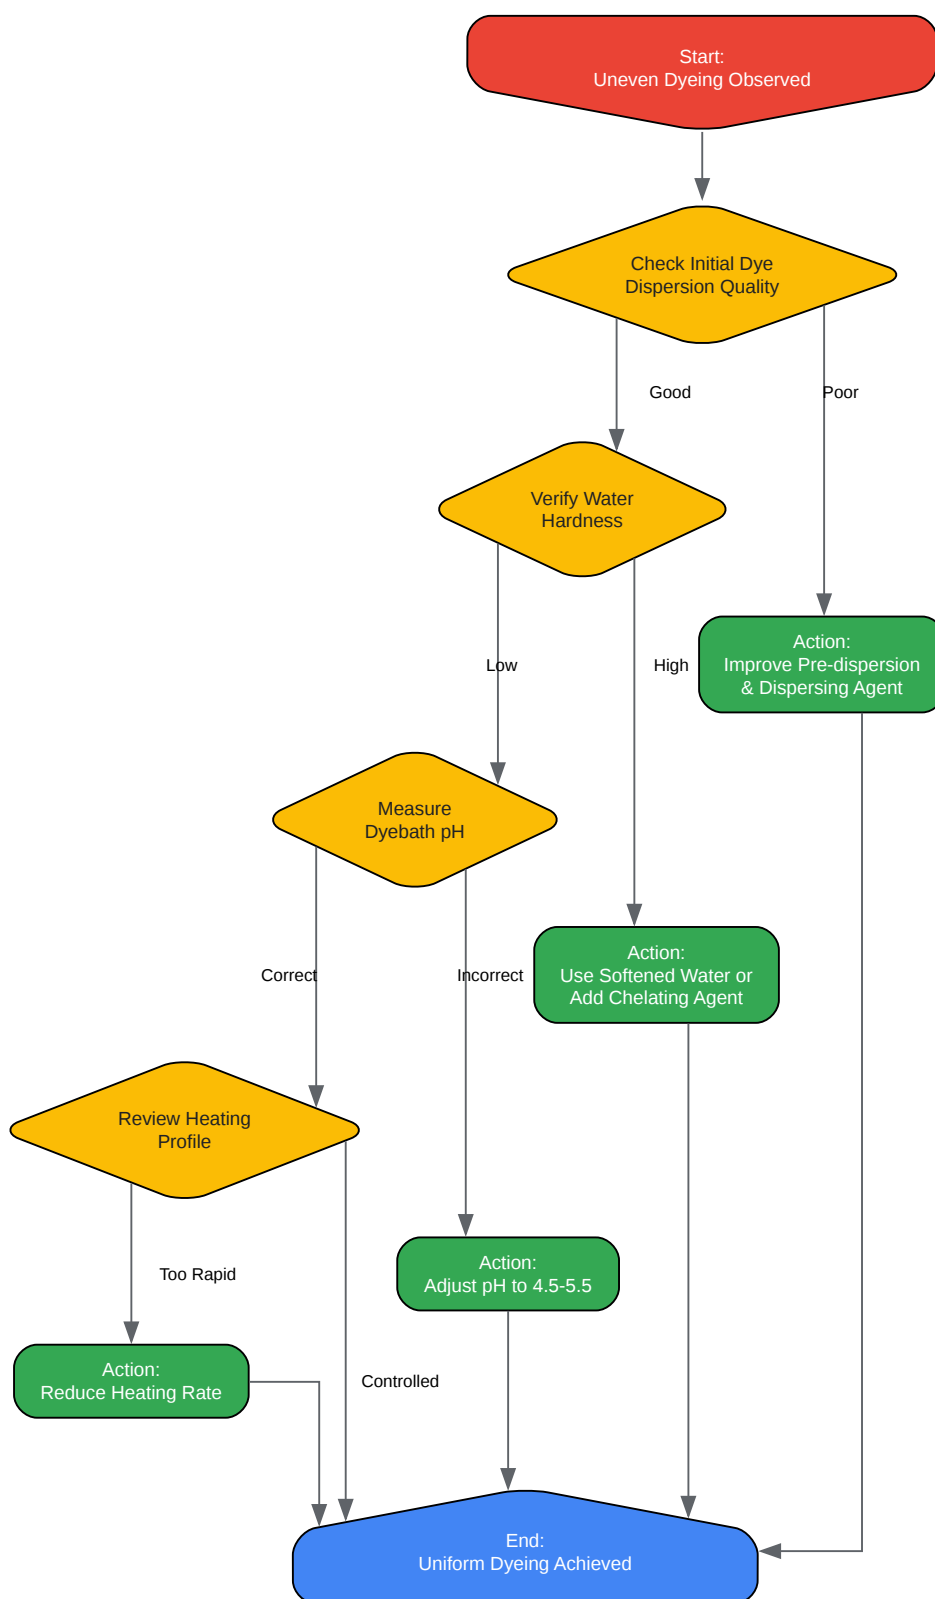 Start:
Uneven Dyeing Observed
Check Initial Dye
Dispersion Quality
Good
Poor
Verify Water
Hardness
Low
High
Action:
Improve Pre-dispersion
& Dispersing Agent
Measure
Dyebath pH
Correct
Incorrect
Action:
Use Softened Water or
Add Chelating Agent
Review Heating
Profile
Too Rapid
Action:
Adjust pH to 4.5-5.5
Action:
Reduce Heating Rate
Controlled
End:
Uniform Dyeing Achieved